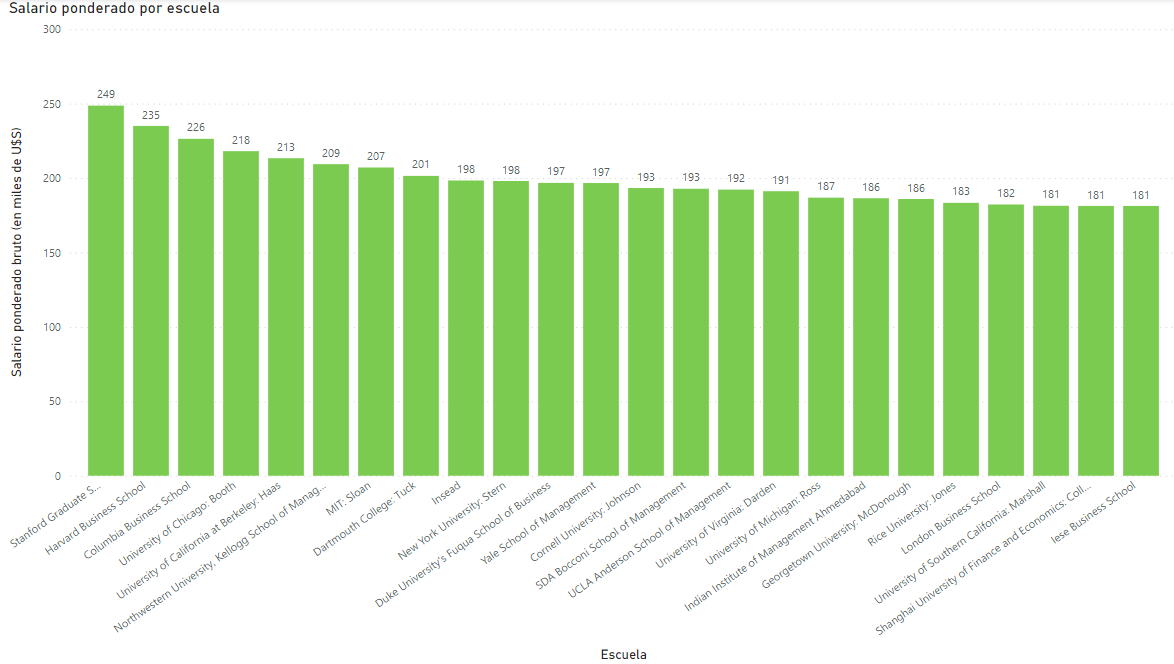 Salario ponderado por escuela
300
250
200
150
100
50
0
Salario ponderado bruto (en miles de U$S)
249
235
226
218
213
209
207
201
198
198
197
197
193
193
192
191
187
186
186
183
182
181
181
181
Stanford Graduate S...
Harvard Business School
Columbia Business School
University of Chicago: Booth
University of California at Berkeley: Haas
Northwestern University, Kellogg School of Manag...
MIT: Sloan
Dartmouth College: Tuck
Insead
New York University: Stern
Duke University's Fuqua School of Business
Yale School of Management
Cornell University: Johnson
SDA Bocconi School of Management
UCLA Anderson School of Management
University of Virginia: Darden
University of Michigan: Ross
Indian Institute of Management Ahmedabad
Georgetown University: McDonough
Rice University: Jones
London Business School
University of Southern California: Marshall
Shanghai University of Finance and Economics: Coll...
Iese Business School
Escuela